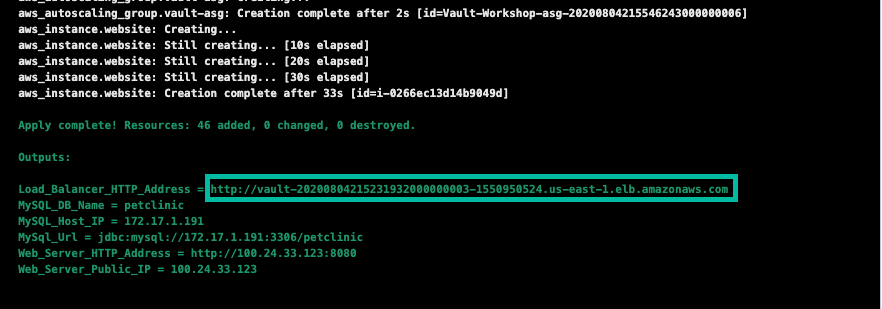 aws_autoscaling_group.vault-asg: Creation complete after 2s [id=Vault-Workshop-asg-20200804215546243000000006]
aws_instance.website: Creating...
aws_instance.website: Still creating... [10s elapsed]
aws_instance.website: Still creating... [20s elapsed]
aws_instance.website: Still creating... [30s elapsed]
aws_instance.website: Creation complete after 33s [id=i-0266ec13d14b9049d]
Apply complete! Resources: 46 added, 0 changed, 0 destroyed.
Outputs:
Load_Balancer_HTTP_Address = http://vault-20200804215231932000000003-1550950524.us-east-1.elb.amazonaws.com
MySQL_DB_Name = petclinic
MySQL_Host_IP = 172.17.1.191
MySql_Url = jdbc:mysql://172.17.1.191:3306/petclinic
Web_Server_HTTP_Address = http://100.24.33.123:8080
Web_Server_Public_IP = 100.24.33.123